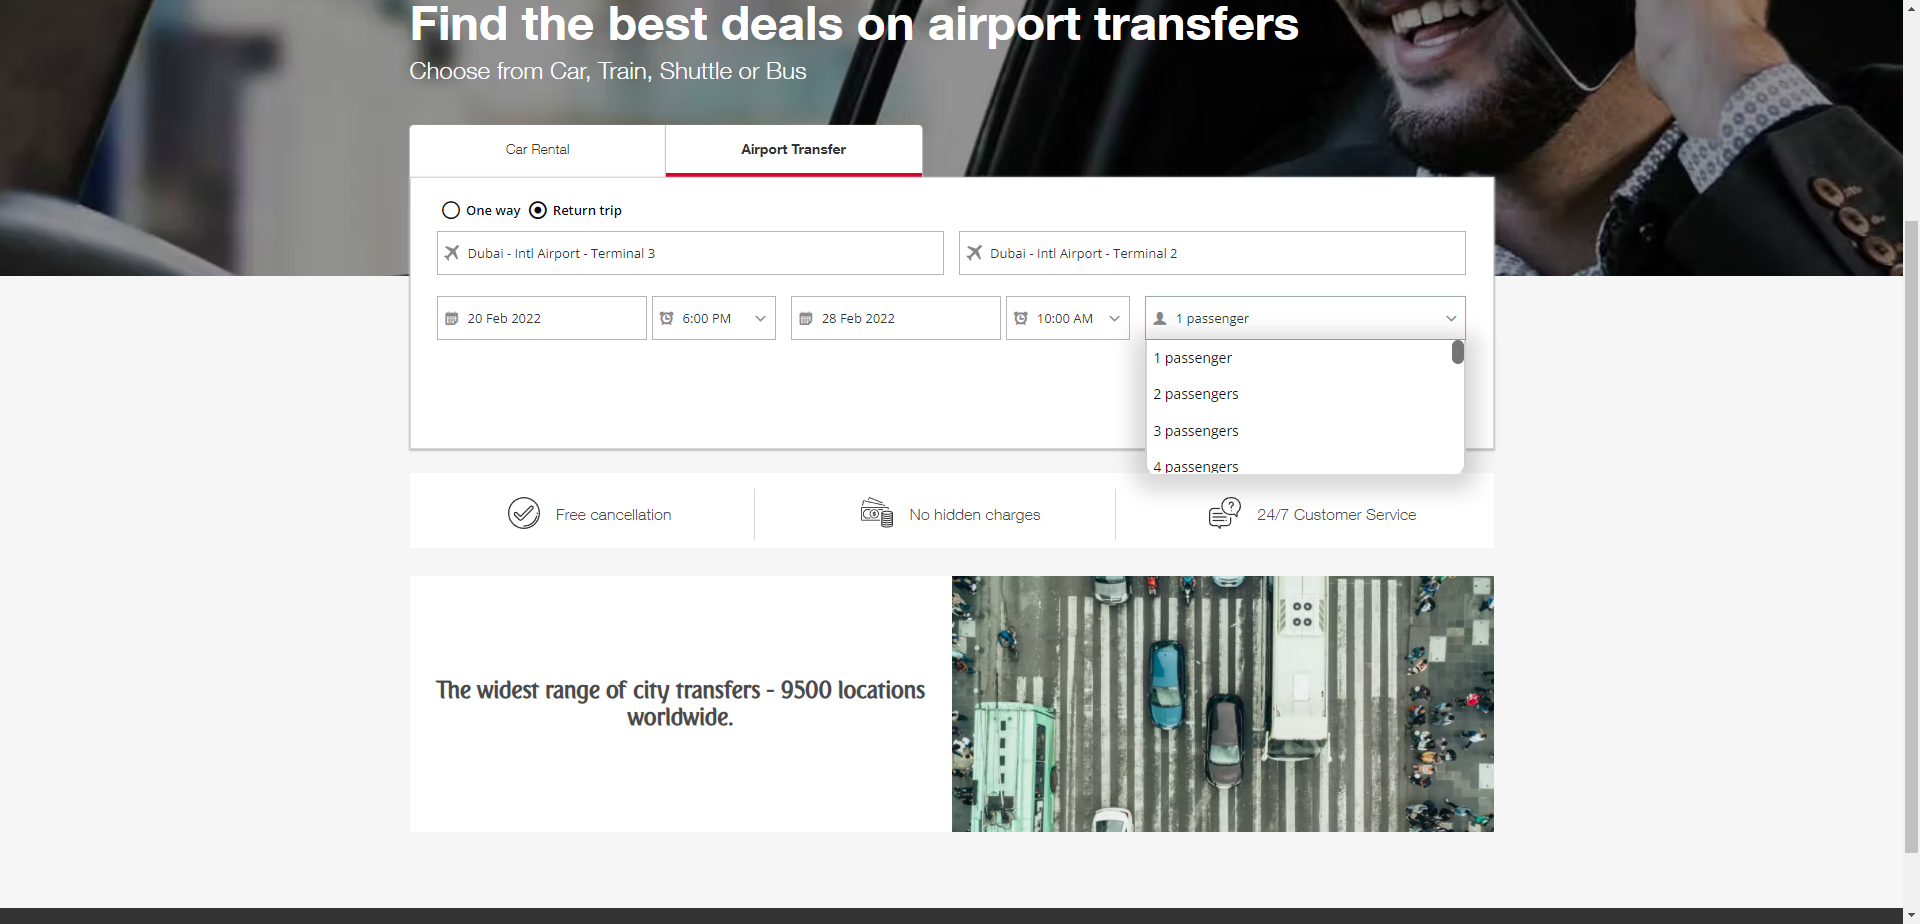 Find the best deals on airport transfers
Choose from Car, Train, Shuttle or Bus
Car Rental
Airport Transfer
One way
Return trip
Dubai - Intl Airport - Terminal 3
Dubai - Intl Airport - Terminal 2
20 Feb 2022
6:00 PM
28 Feb 2022
10:00 AM
1 passenger
1 passenger
2 passengers
3 passengers
4 passengers
Free cancellation
No hidden charges
24/7 Customer Service
The widest range of city transfers - 9500 locations
worldwide.